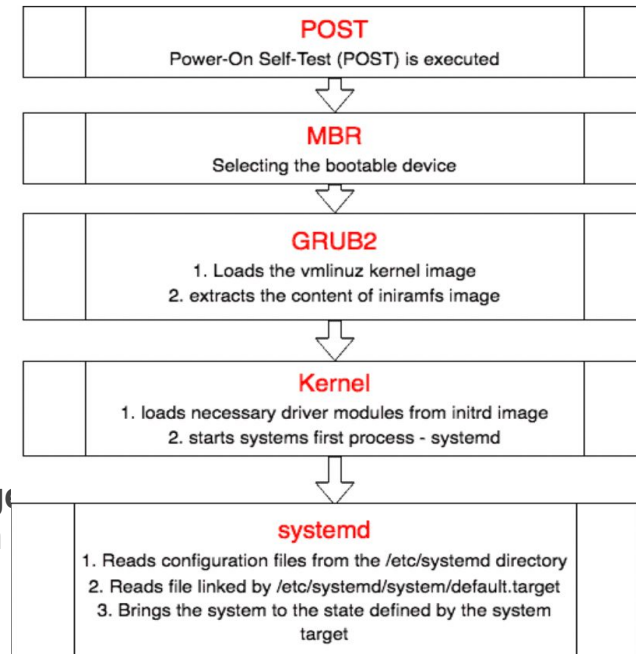 POST
Power-On Self-Test (POST) is executed
MBR
Selecting the bootable device
GRUB2
1. Loads the vmlinuz kernel image
2. extracts the content of iniramfs image
Kernel
1. loads necessary driver modules from initrd image
2. starts systems first process - systemd
systemd
1. Reads configuration files from the /etc/systemd directory
2. Reads file linked by /etc/systemd/system/default.target
3. Brings the system to the state defined by the system
target